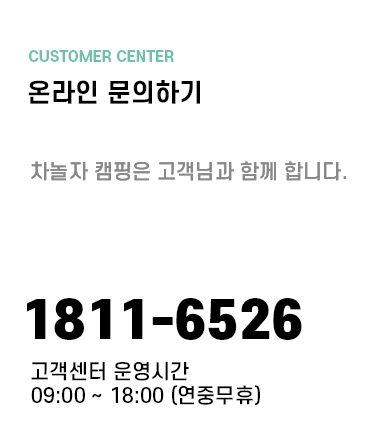 CUSTOMER CENTER
온라인 문의하기
차놀자 캠핑은 고객님과 함께 합니다.
1811-6526
고객센터 운영시간
09:00 ~ 18:00 (연중무휴)